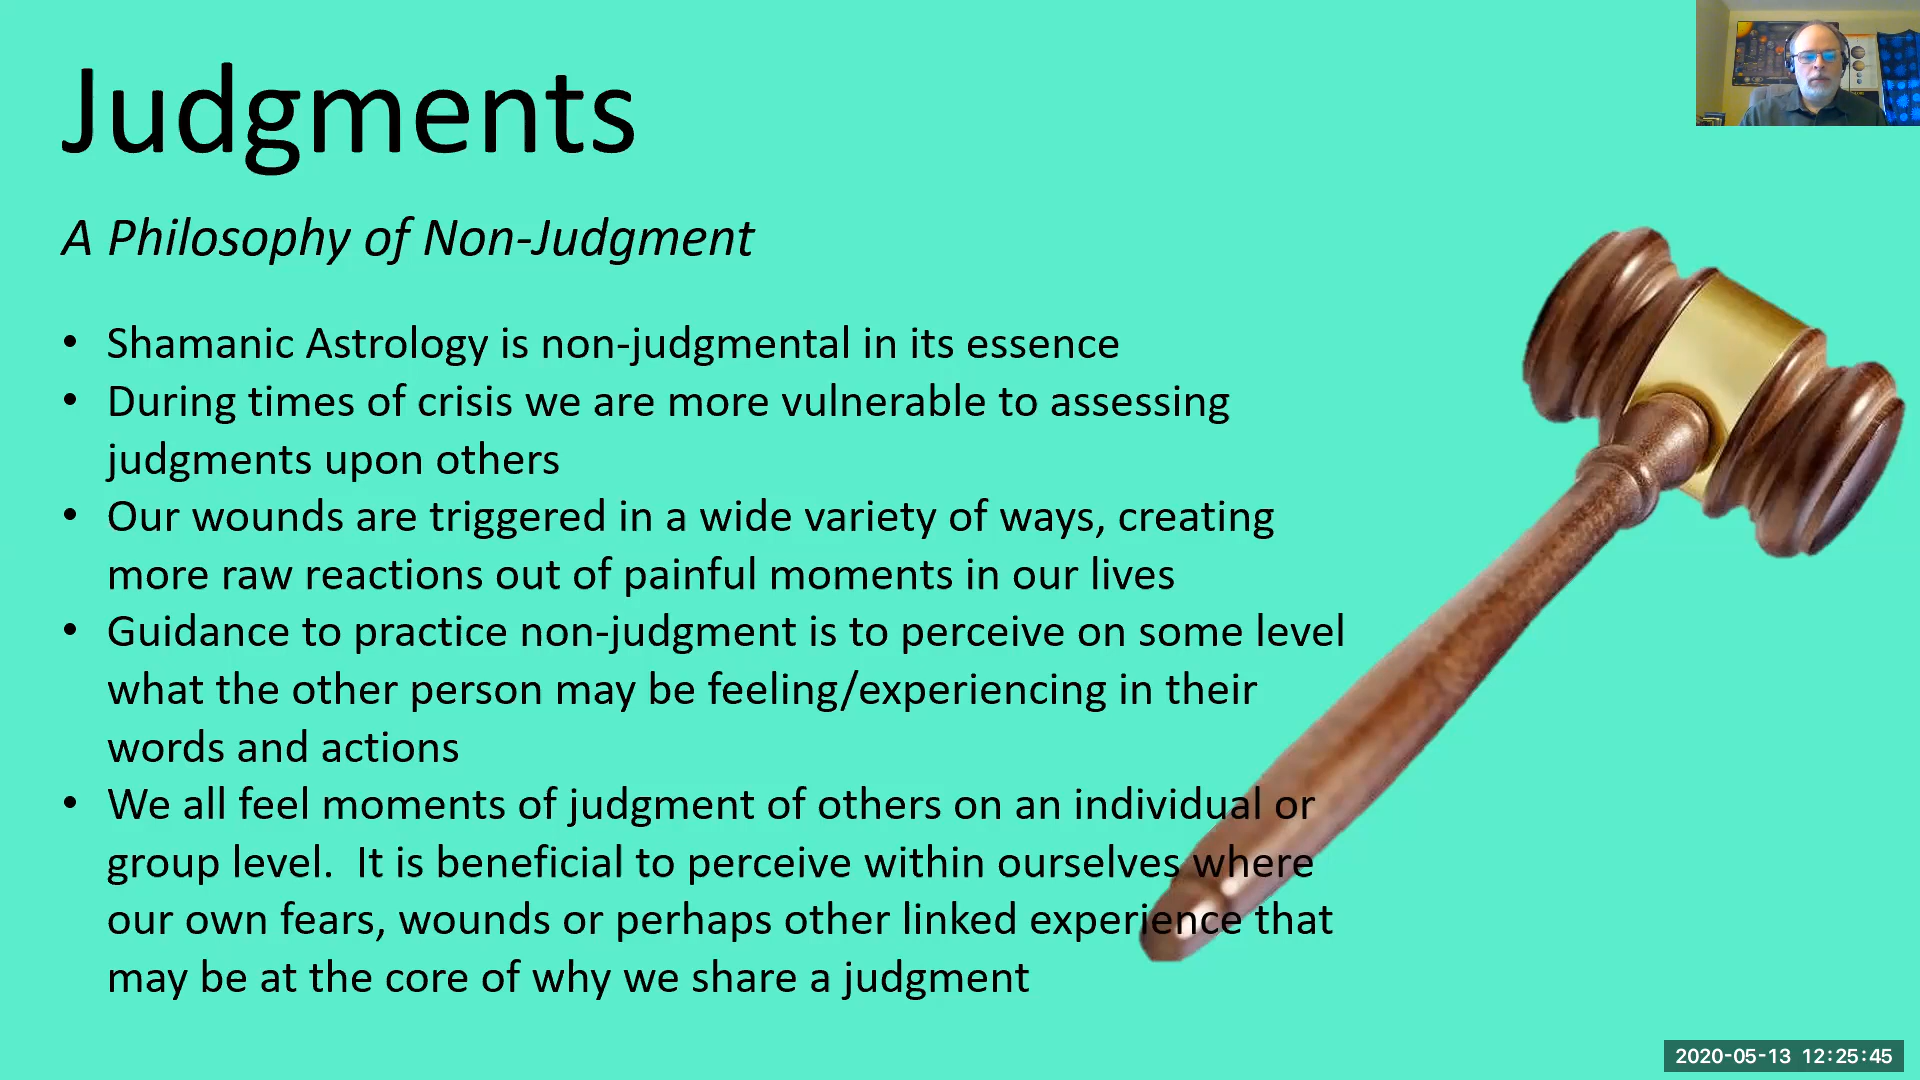 Judgments
A Philosophy of Non-Judgment
• Shamanic Astrology is non-judgmental in its essence
• During times of crisis we are more vulnerable to assessing
judgments upon others
• Our wounds are triggered in a wide variety of ways, creating
more raw reactions out of painful moments in our lives
• Guidance to practice non-judgment is to perceive on some level
what the other person may be feeling/experiencing in their
words and actions
• We all feel moments of judgment of others on an individual or
group level.  It is beneficial to perceive within ourselves where
our own fears, wounds or perhaps other linked experience that
may be at the core of why we share a judgment
2020-05-13 12:25:45